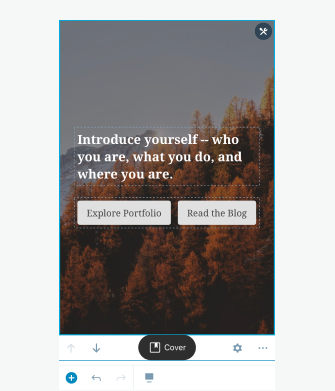 Introduce yourself -- who
you are, what you do, and
where you are.
Explore Portfolio
Read the Blog
Cover